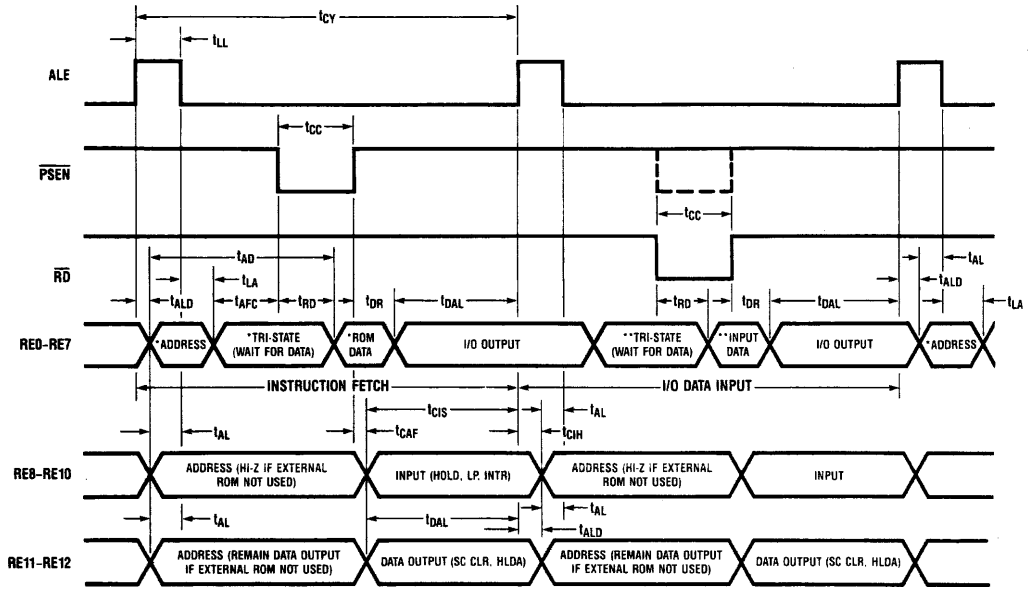 tCY
tLL
ALE
tCC
PSEN
tCC
RD
tAD
tLA
tAL
tALD
tALD
tAFC
tRD
tDR
tDAL
tRD
tDR
tDAL
tLA
RE0–RE7
*ADDRESS
*TRI-STATE
(WAIT FOR DATA)
*ROM
DATA
I/O OUTPUT
**TRI-STATE
(WAIT FOR DATA)
**INPUT
DATA
I/O OUTPUT
*ADDRESS
INSTRUCTION FETCH
I/O DATA INPUT
tCIS
tAL
tAL
tCAF
tCIH
RE8–RE10
ADDRESS (HI-Z IF EXTERNAL
ROM NOT USED)
INPUT (HOLD, LP, INTR)
ADDRESS (HI-Z IF EXTERNAL
ROM NOT USED)
INPUT
tAL
tAL
tDAL
tALD
RE11–RE12
ADDRESS (REMAIN DATA OUTPUT
IF EXTERNAL ROM NOT USED)
DATA OUTPUT (SC CLR, HLDA)
ADDRESS (REMAIN DATA OUTPUT
IF EXTENAL ROM NOT USED)
DATA OUTPUT (SC CLR, HLDA)